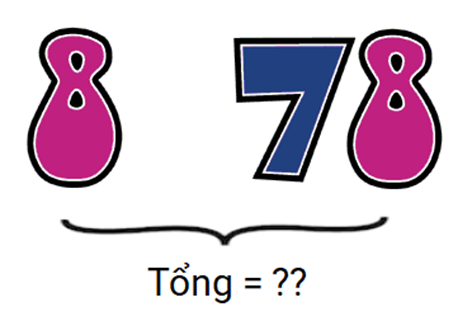 8 78
Tổng = ??